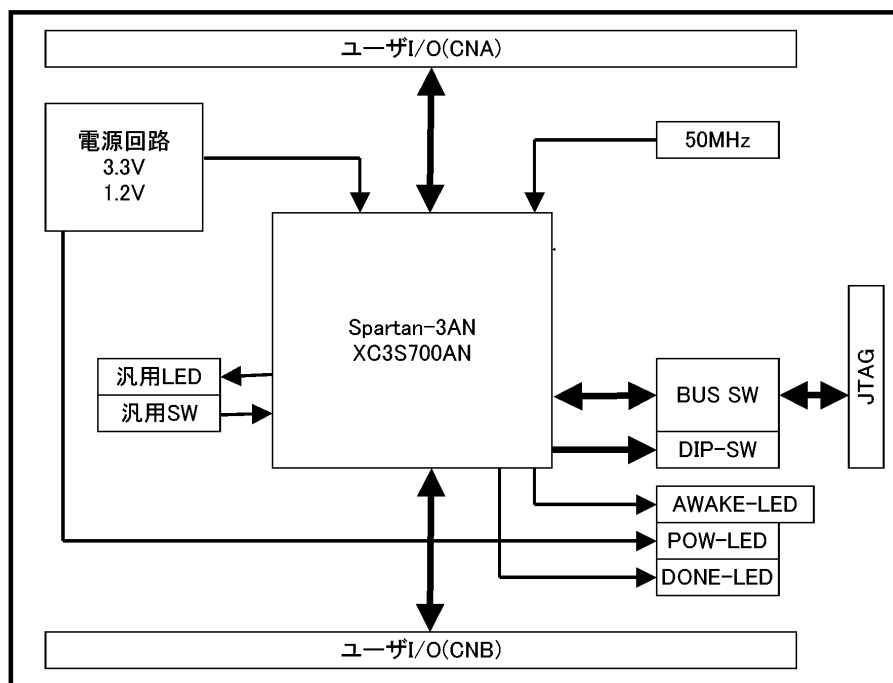 ユーザI/O(CNA)
電源回路
3.3V
1.2V
50MHz
Spartan-3AN
XC3S700AN
汎用LED
汎用SW
BUS SW
DIP-SW
JTAG
AWAKE-LED
POW-LED
DONE-LED
ユーザI/O(CNB)